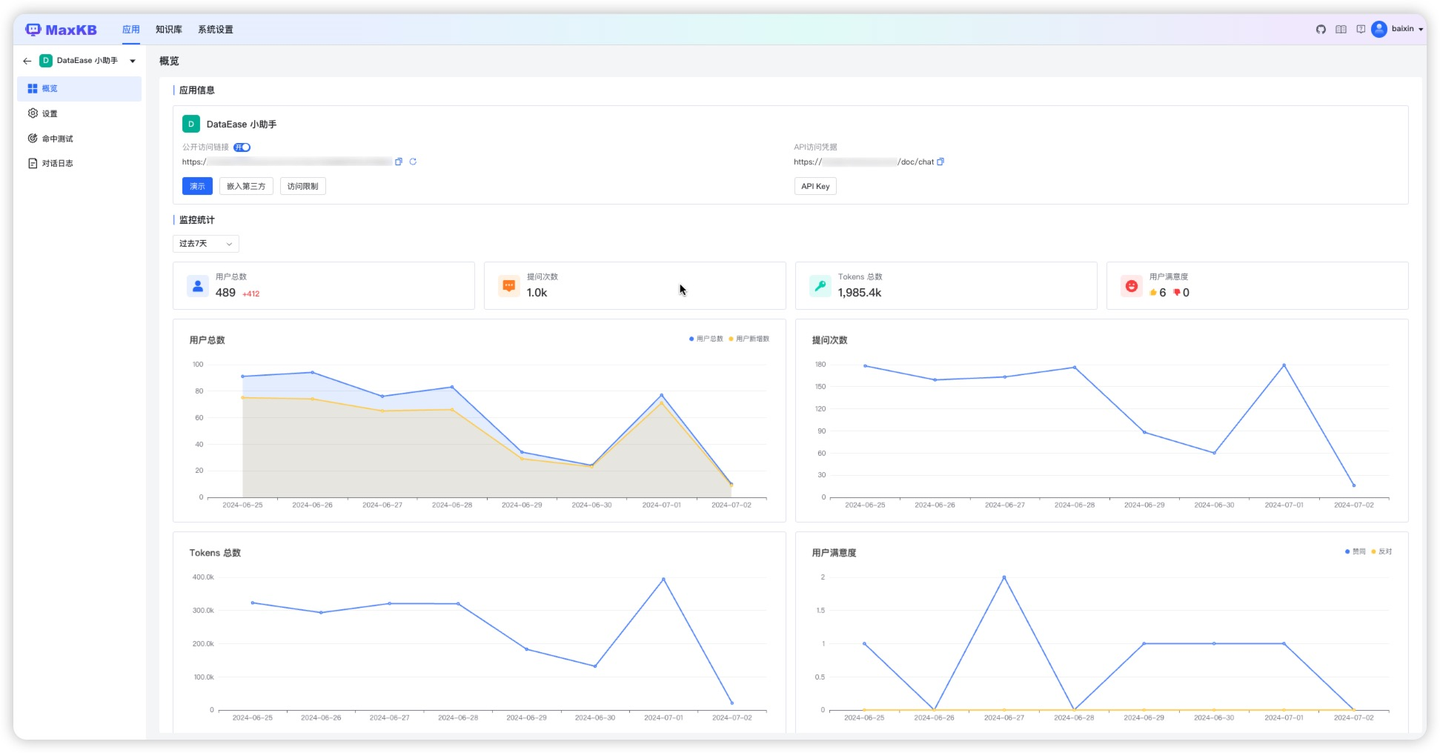 MaxKB 应用 知识库 系统设置 baixin
D DataEase 小助手 概览
概览
设置
命中测试
对话日志
应用信息
D DataEase 小助手
公开访问链接 开 API访问凭据
https:/ https:// /doc/chat
演示 嵌入第三方 访问限制 API Key
监控统计
过去7天
用户总数 提问次数 Tokens 总数 用户满意度
489 +412 1.0k 1,985.4k 6 0
用户总数 用户总数 用户新增数
100
80
60
40
20
0
2024-06-25 2024-06-26 2024-06-27 2024-06-28 2024-06-29 2024-06-30 2024-07-01 2024-07-02
提问次数
180
150
120
90
60
30
0
2024-06-25 2024-06-26 2024-06-27 2024-06-28 2024-06-29 2024-06-30 2024-07-01 2024-07-02
Tokens 总数
400.0k
300.0k
200.0k
100.0k
0
2024-06-25 2024-06-26 2024-06-27 2024-06-28 2024-06-29 2024-06-30 2024-07-01 2024-07-02
用户满意度 赞同 反对
2
1.5
1
0.5
0
2024-06-25 2024-06-26 2024-06-27 2024-06-28 2024-06-29 2024-06-30 2024-07-01 2024-07-02